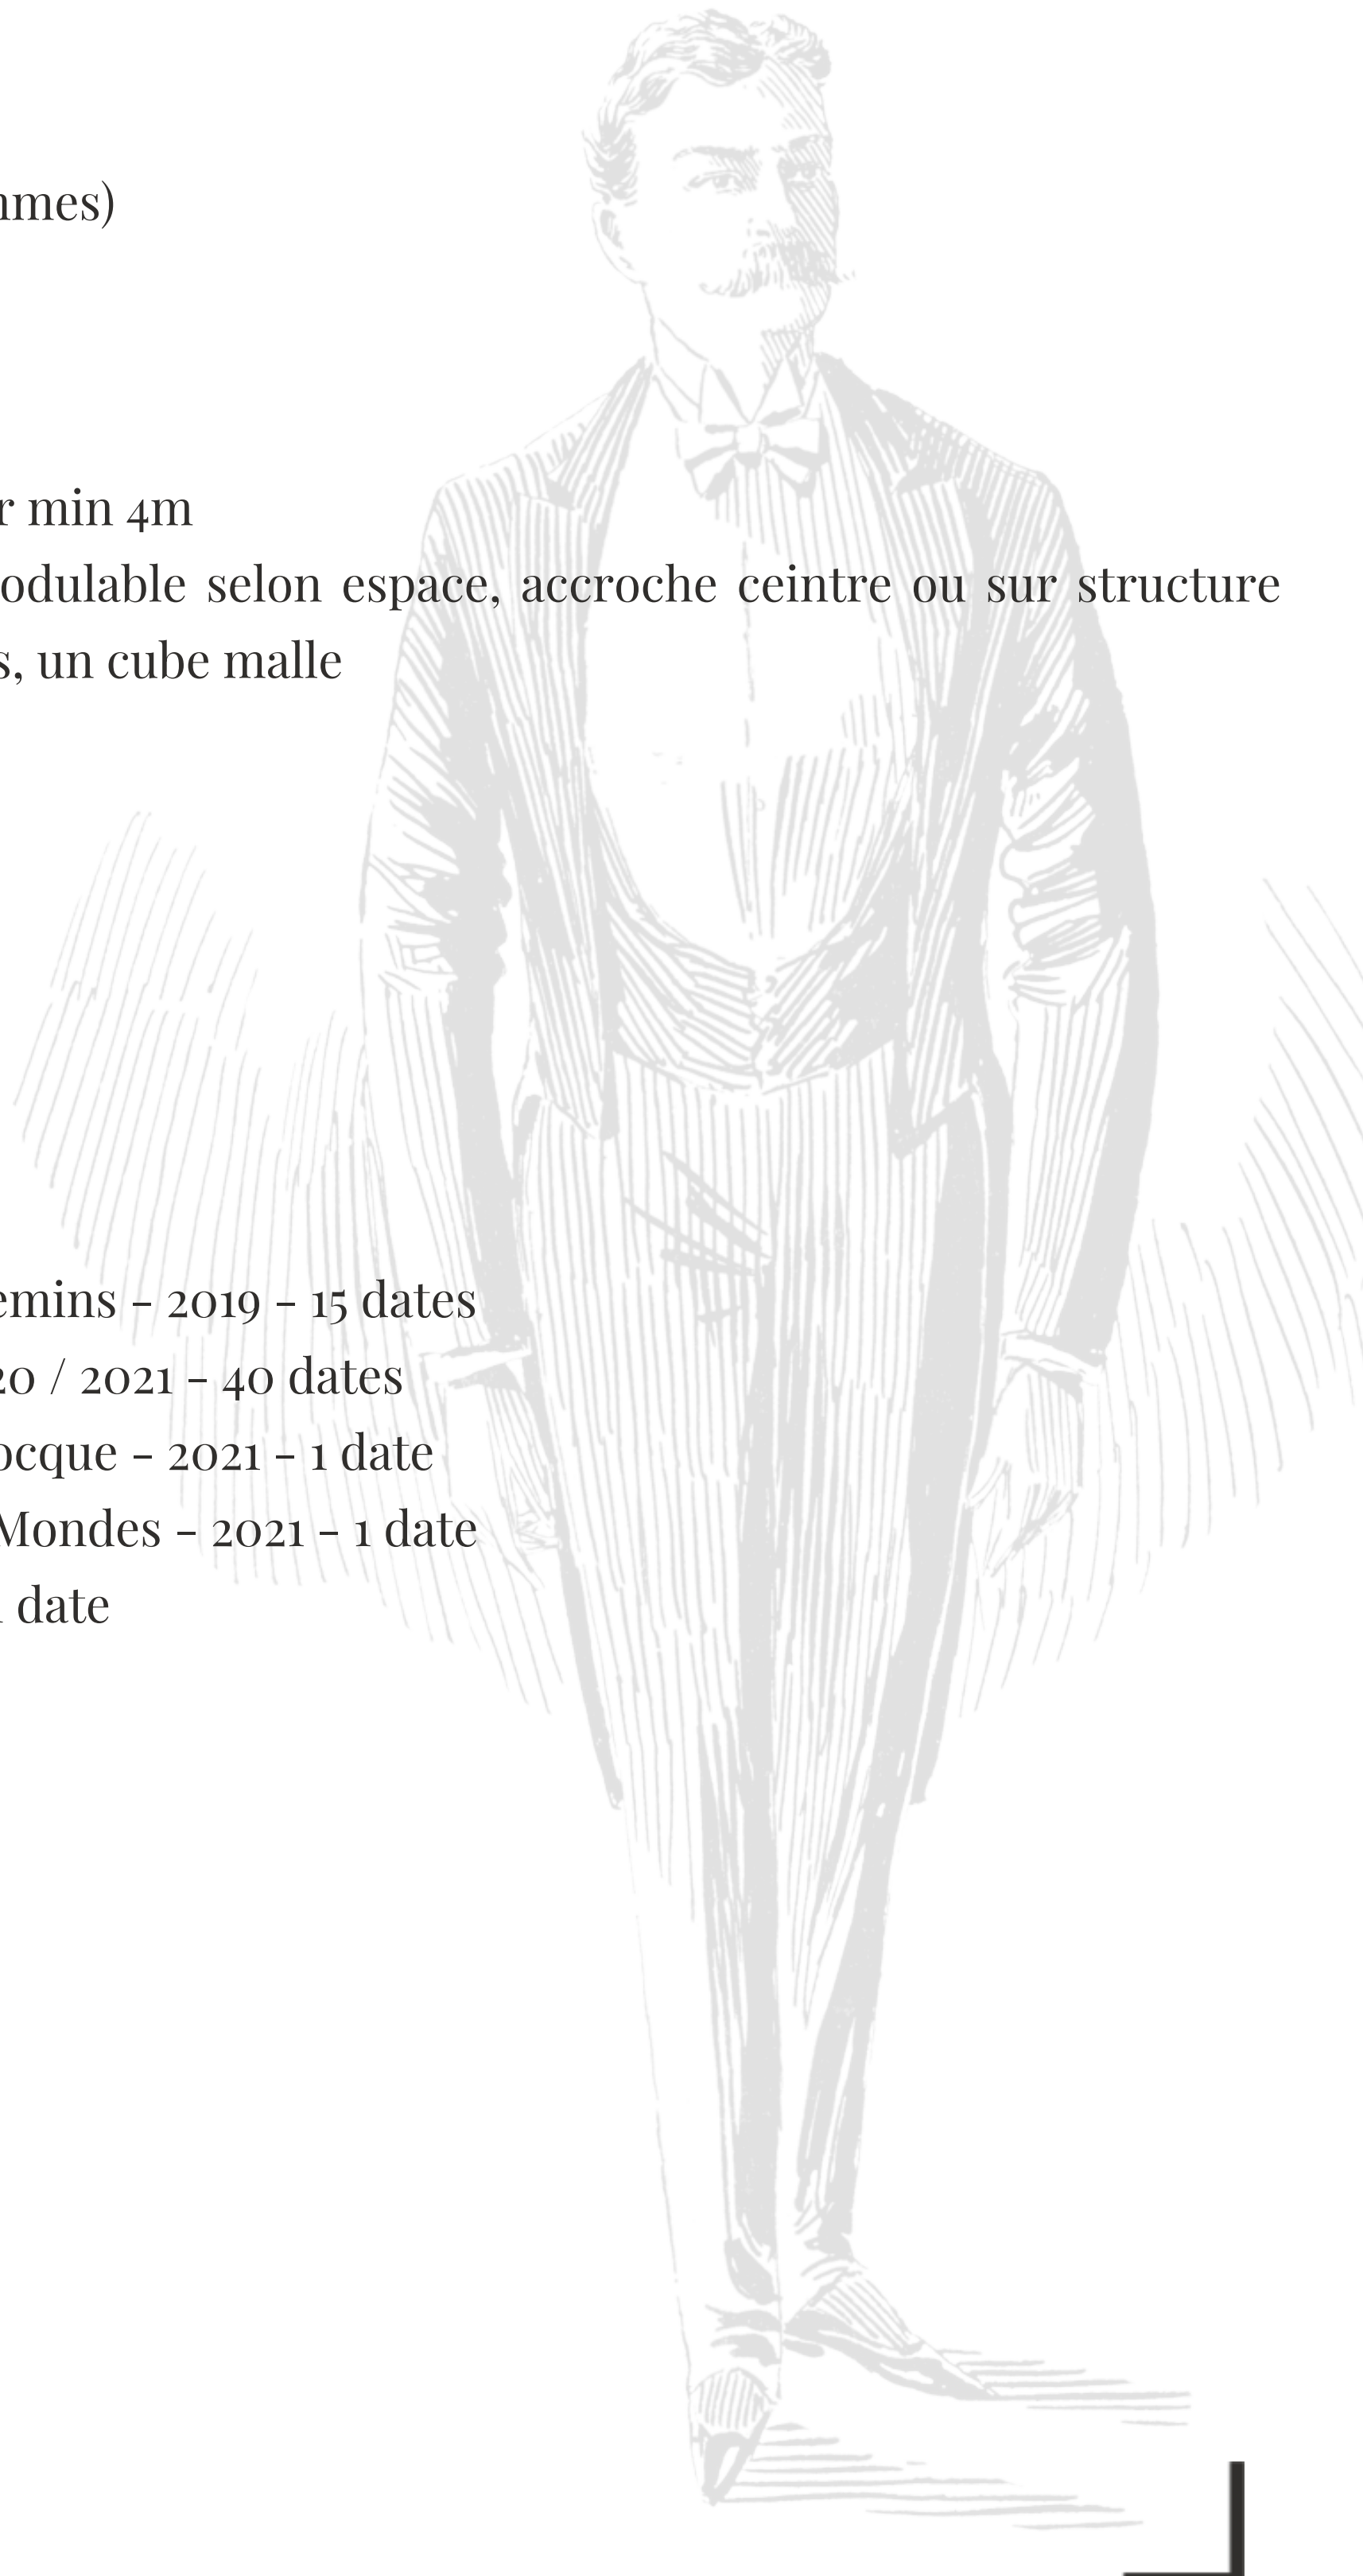 mmes)
r min 4m
odulable selon espace, accroche ceintre ou sur structure
s, un cube malle
emins - 2019 - 15 dates
20 / 2021 - 40 dates
ocque - 2021 - 1 date
Mondes - 2021 - 1 date
date